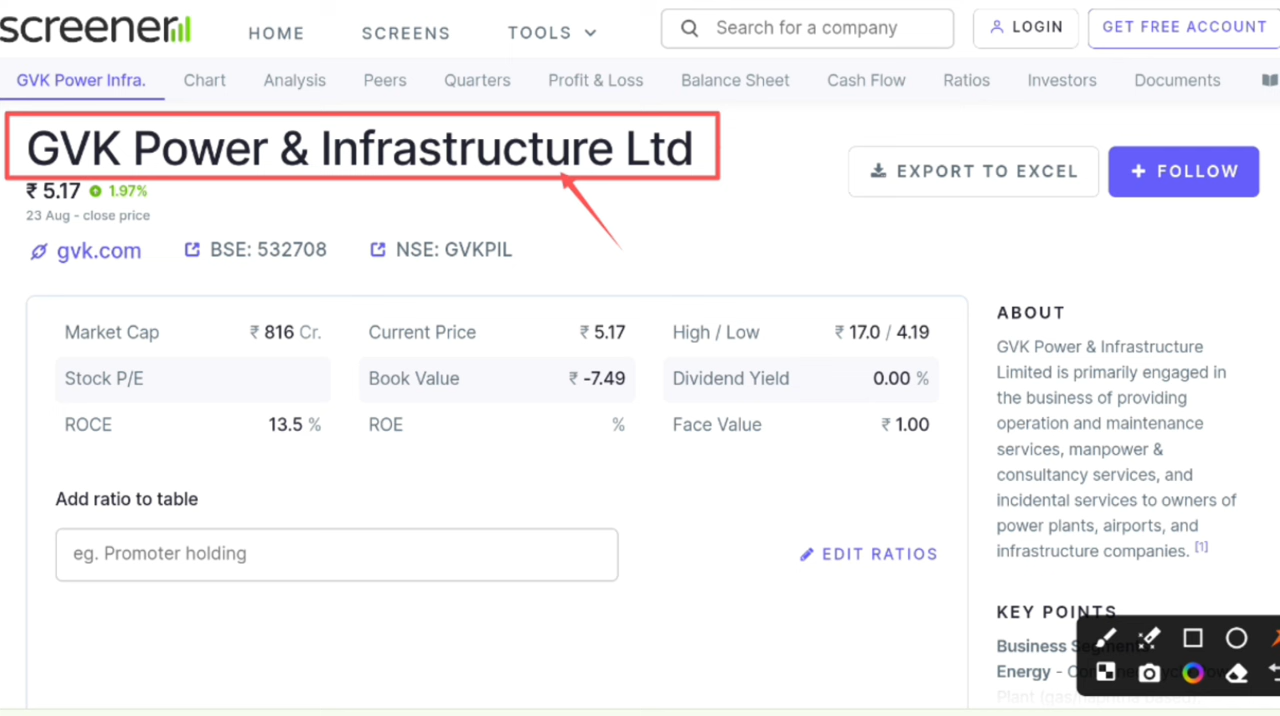 screener
HOME SCREENS TOOLS
Search for a company
LOGIN
GET FREE ACCOUNT
GVK Power Infra. Chart Analysis Peers Quarters Profit & Loss Balance Sheet Cash Flow Ratios Investors Documents
GVK Power & Infrastructure Ltd
₹ 5.17 1.97%
23 Aug - close price
EXPORT TO EXCEL
+ FOLLOW
gvk.com BSE: 532708 NSE: GVKPIL
Market Cap ₹ 816 Cr. Current Price ₹ 5.17 High / Low ₹ 17.0 / 4.19
Stock P/E Book Value ₹ -7.49 Dividend Yield 0.00 %
ROCE 13.5 % ROE % Face Value ₹ 1.00
Add ratio to table
eg. Promoter holding
EDIT RATIOS
ABOUT
GVK Power & Infrastructure
Limited is primarily engaged in
the business of providing
operation and maintenance
services, manpower &
consultancy services, and
incidental services to owners of
power plants, airports, and
infrastructure companies. [1]
KEY POINTS
Business Segments
Energy -
Plant (gas/naphtha based),